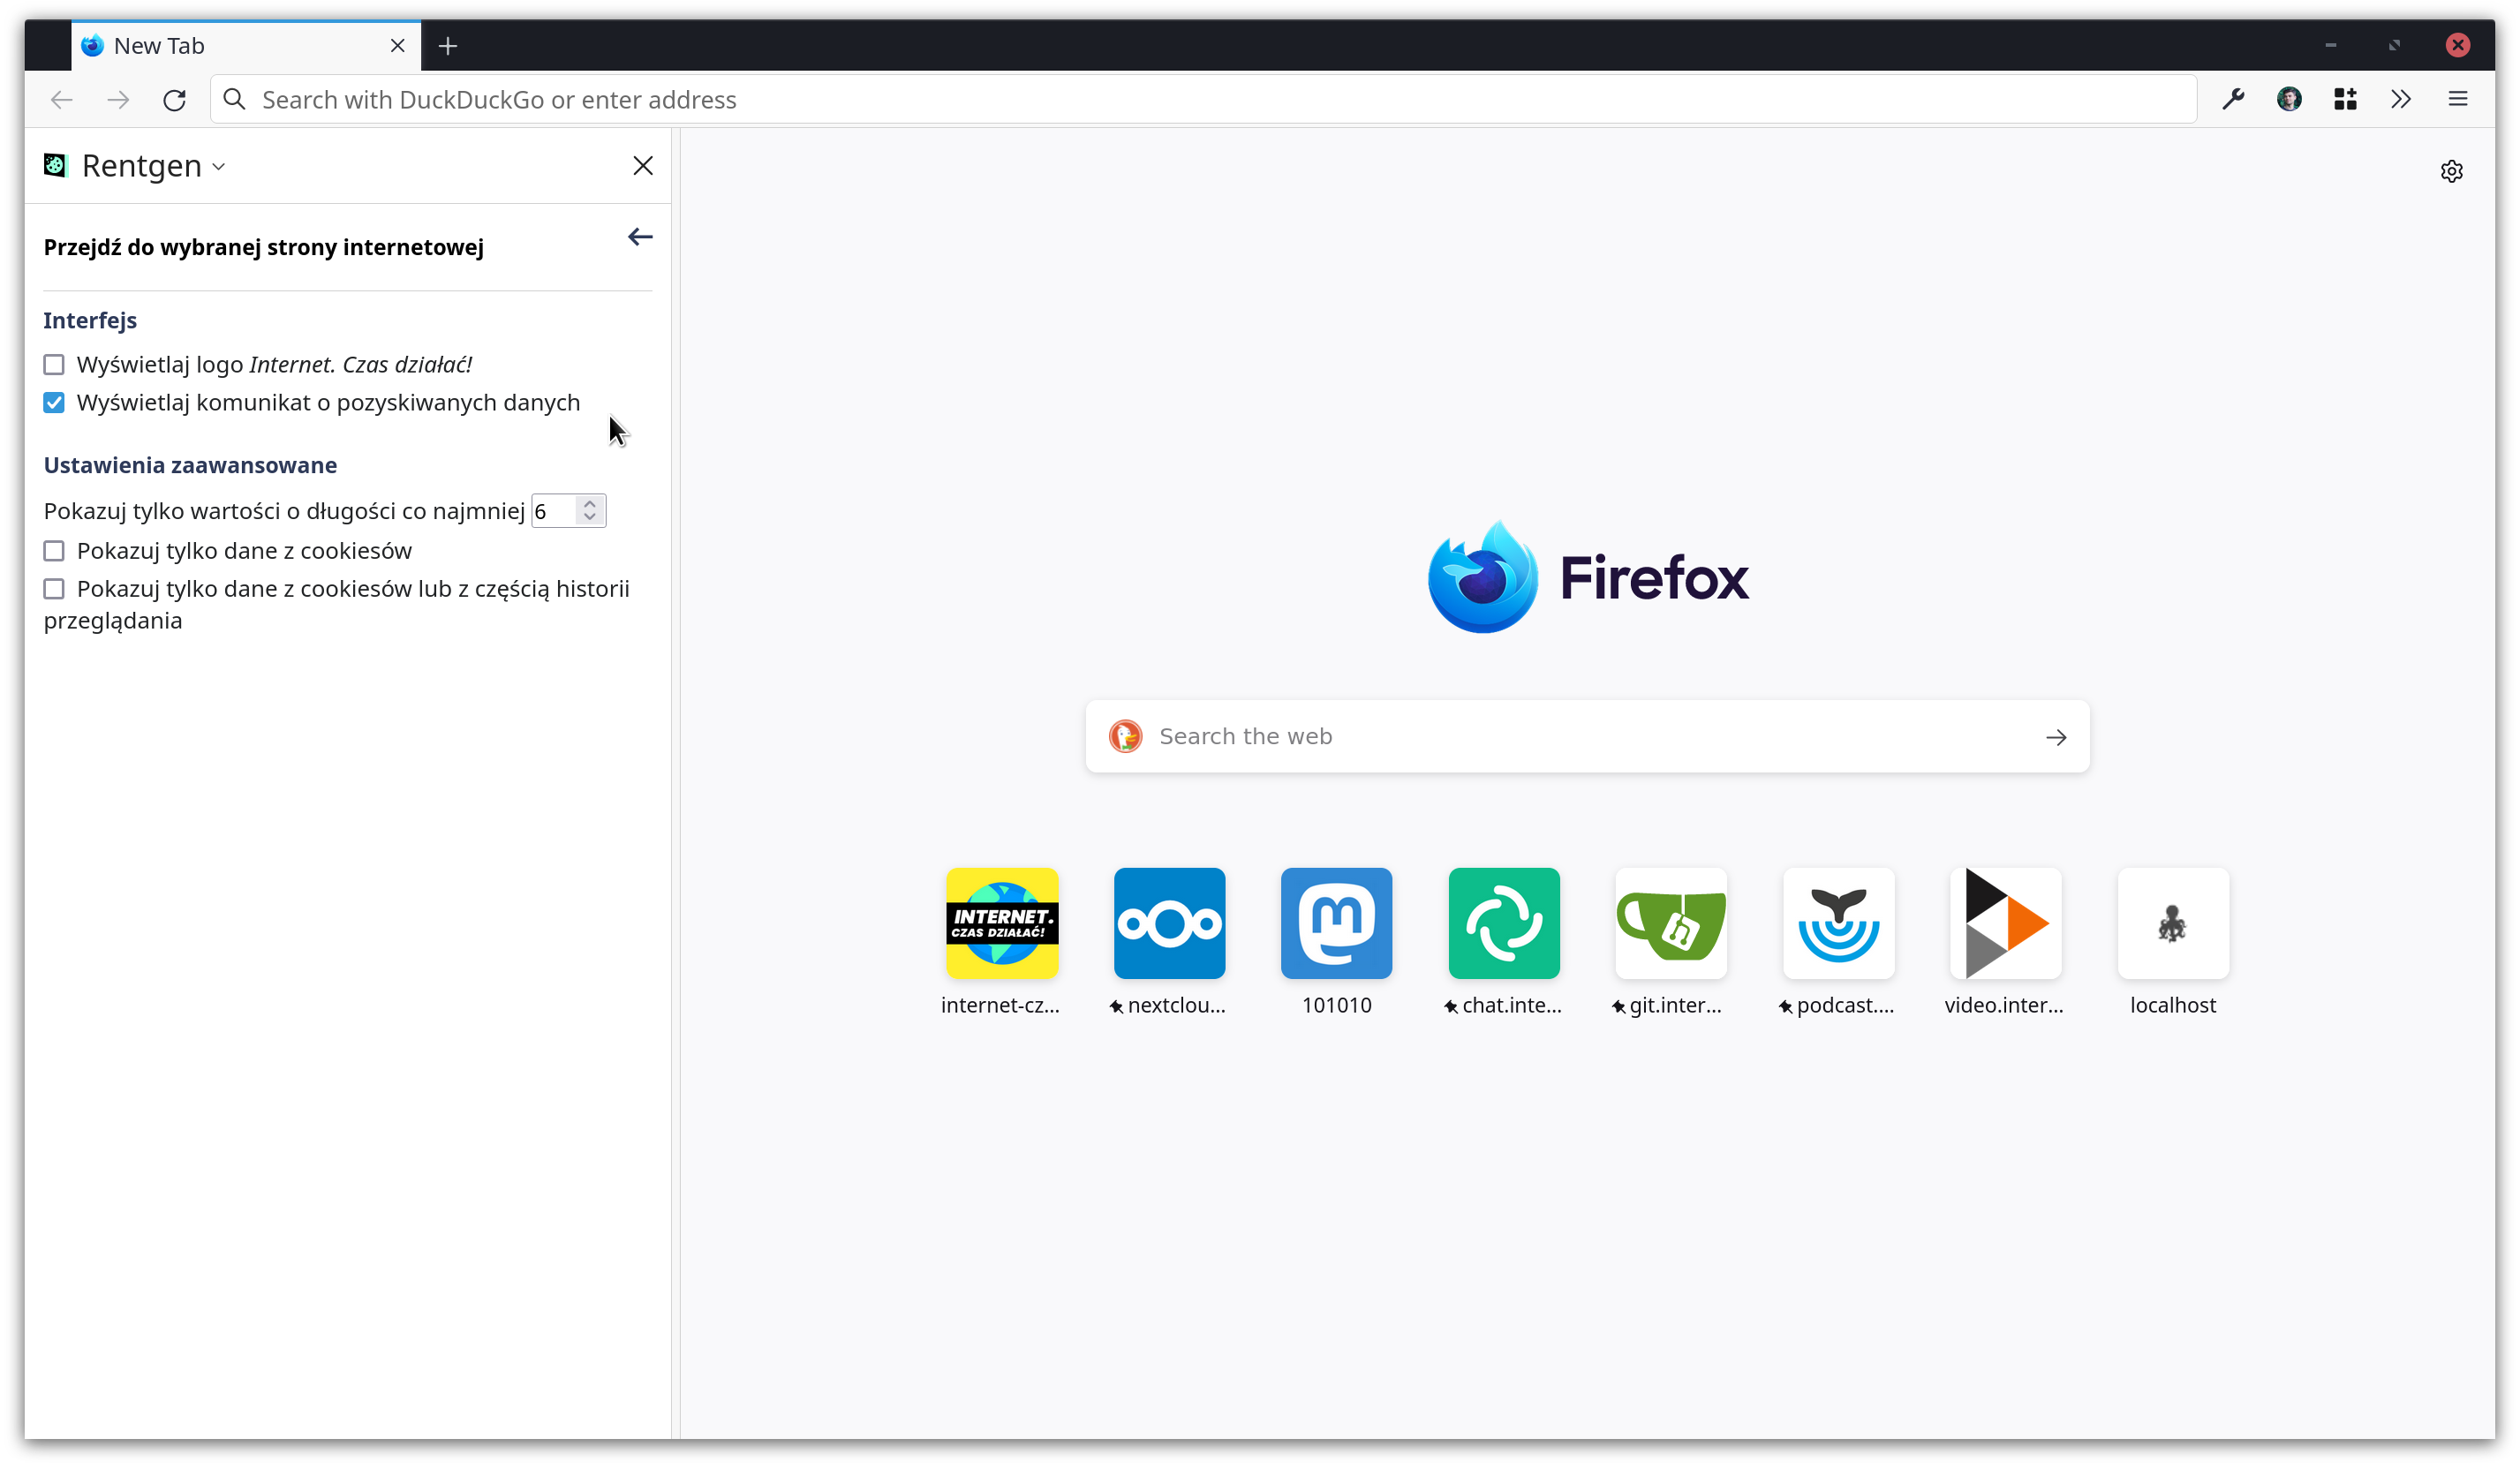 New Tab
Search with DuckDuckGo or enter address
Rentgen
Przejdź do wybranej strony internetowej
Interfejs
Wyświetlaj logo Internet. Czas działać!
Wyświetlaj komunikat o pozyskiwanych danych
Ustawienia zaawansowane
Pokazuj tylko wartości o długości co najmniej 6
Pokazuj tylko dane z cookiesów
Pokazuj tylko dane z cookiesów lub z częścią historii
przeglądania
Firefox
Search the web
INTERNET.
CZAS DZIAŁAĆ!
internet-cz...
nextclou...
101010
chat.inte...
git.inter...
podcast....
video.inter...
localhost